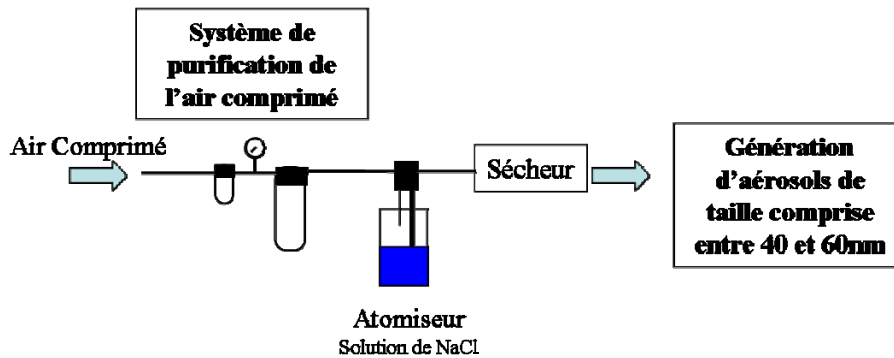 Système de
purification de
l'air comprimé
Air Comprimé
Sécheur
Génération
d'aérosols de
taille comprise
entre 40 et 60nm
Atomiseur
Solution de NaCl